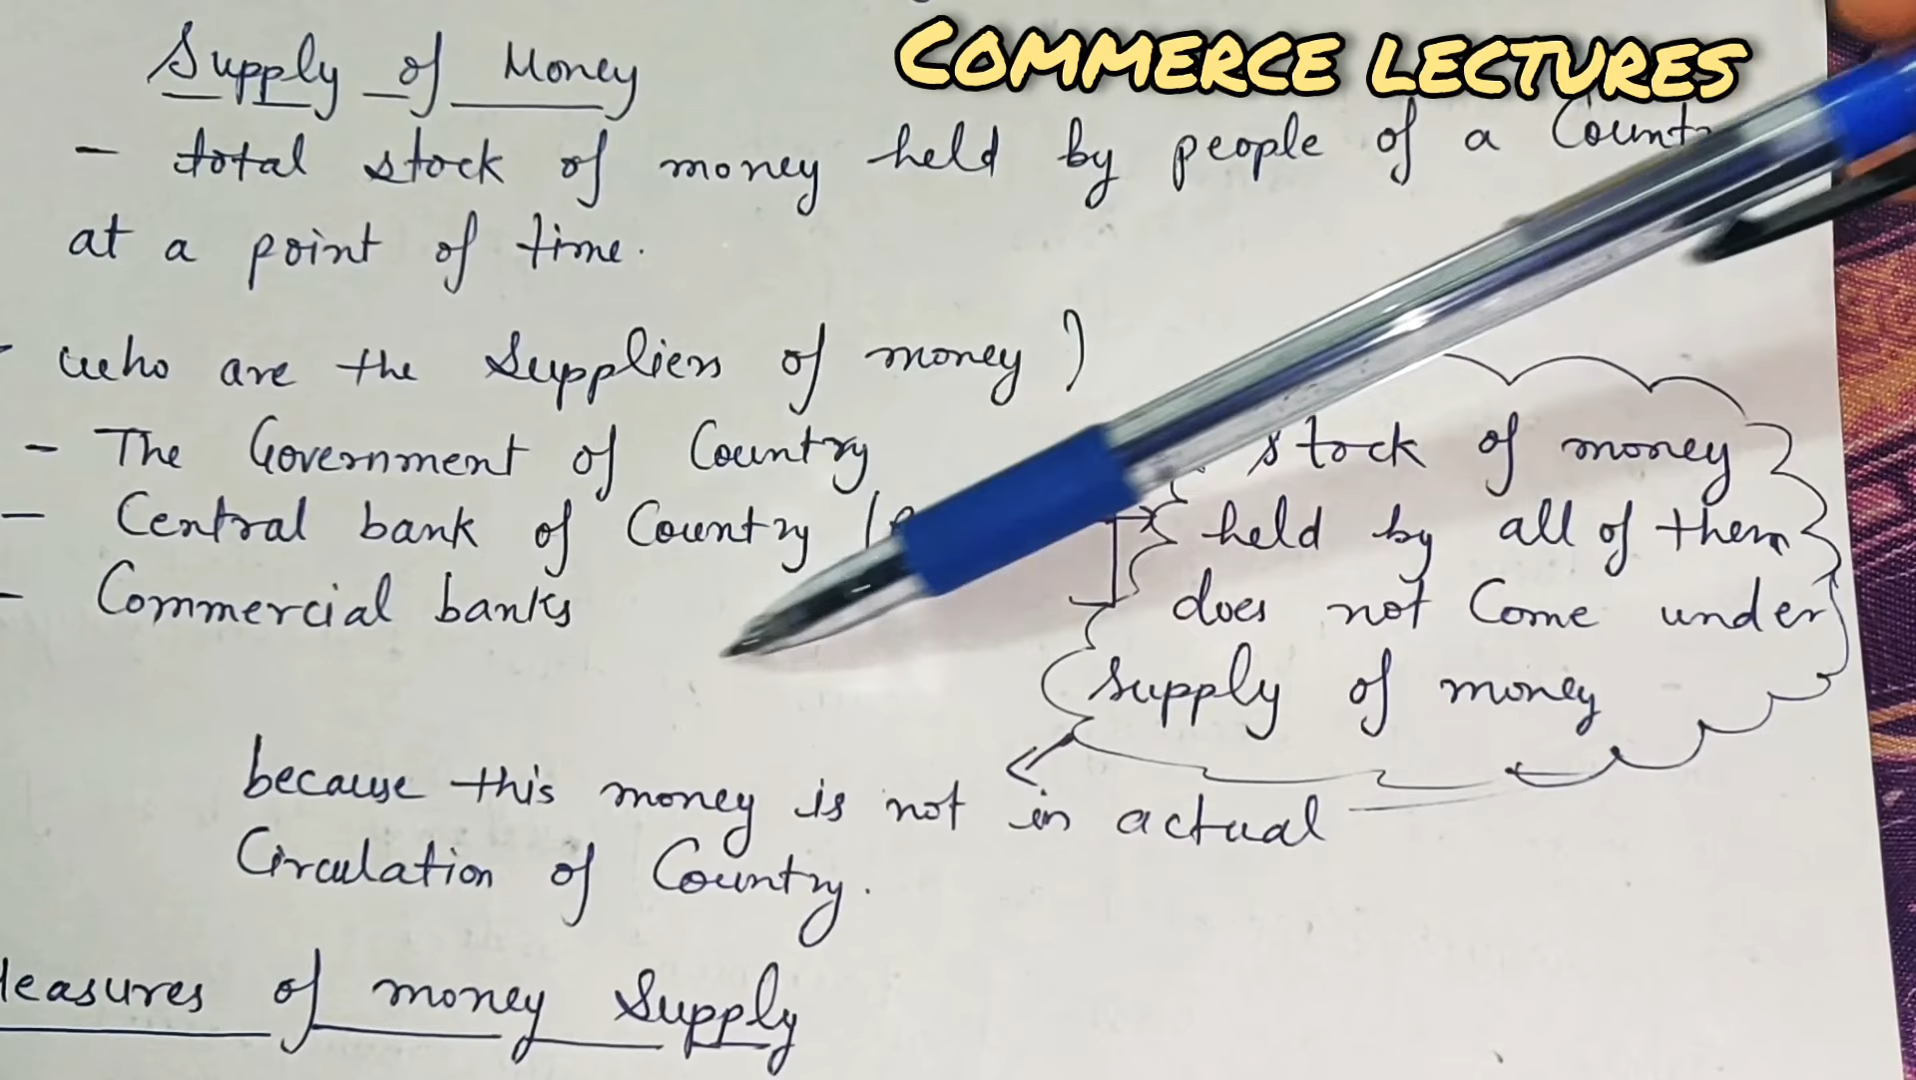 COMMERCE LECTURES
Supply of Money
- total stock of money held by people of a
at a point of time.
- who are the Suppliers of money )
- The Government of Country
- Central bank of Country (
- Commercial banks
stock of money
held by all of them
does not Come under
supply of money
because this money is not in actual
Circulation of Country.
of money Supply